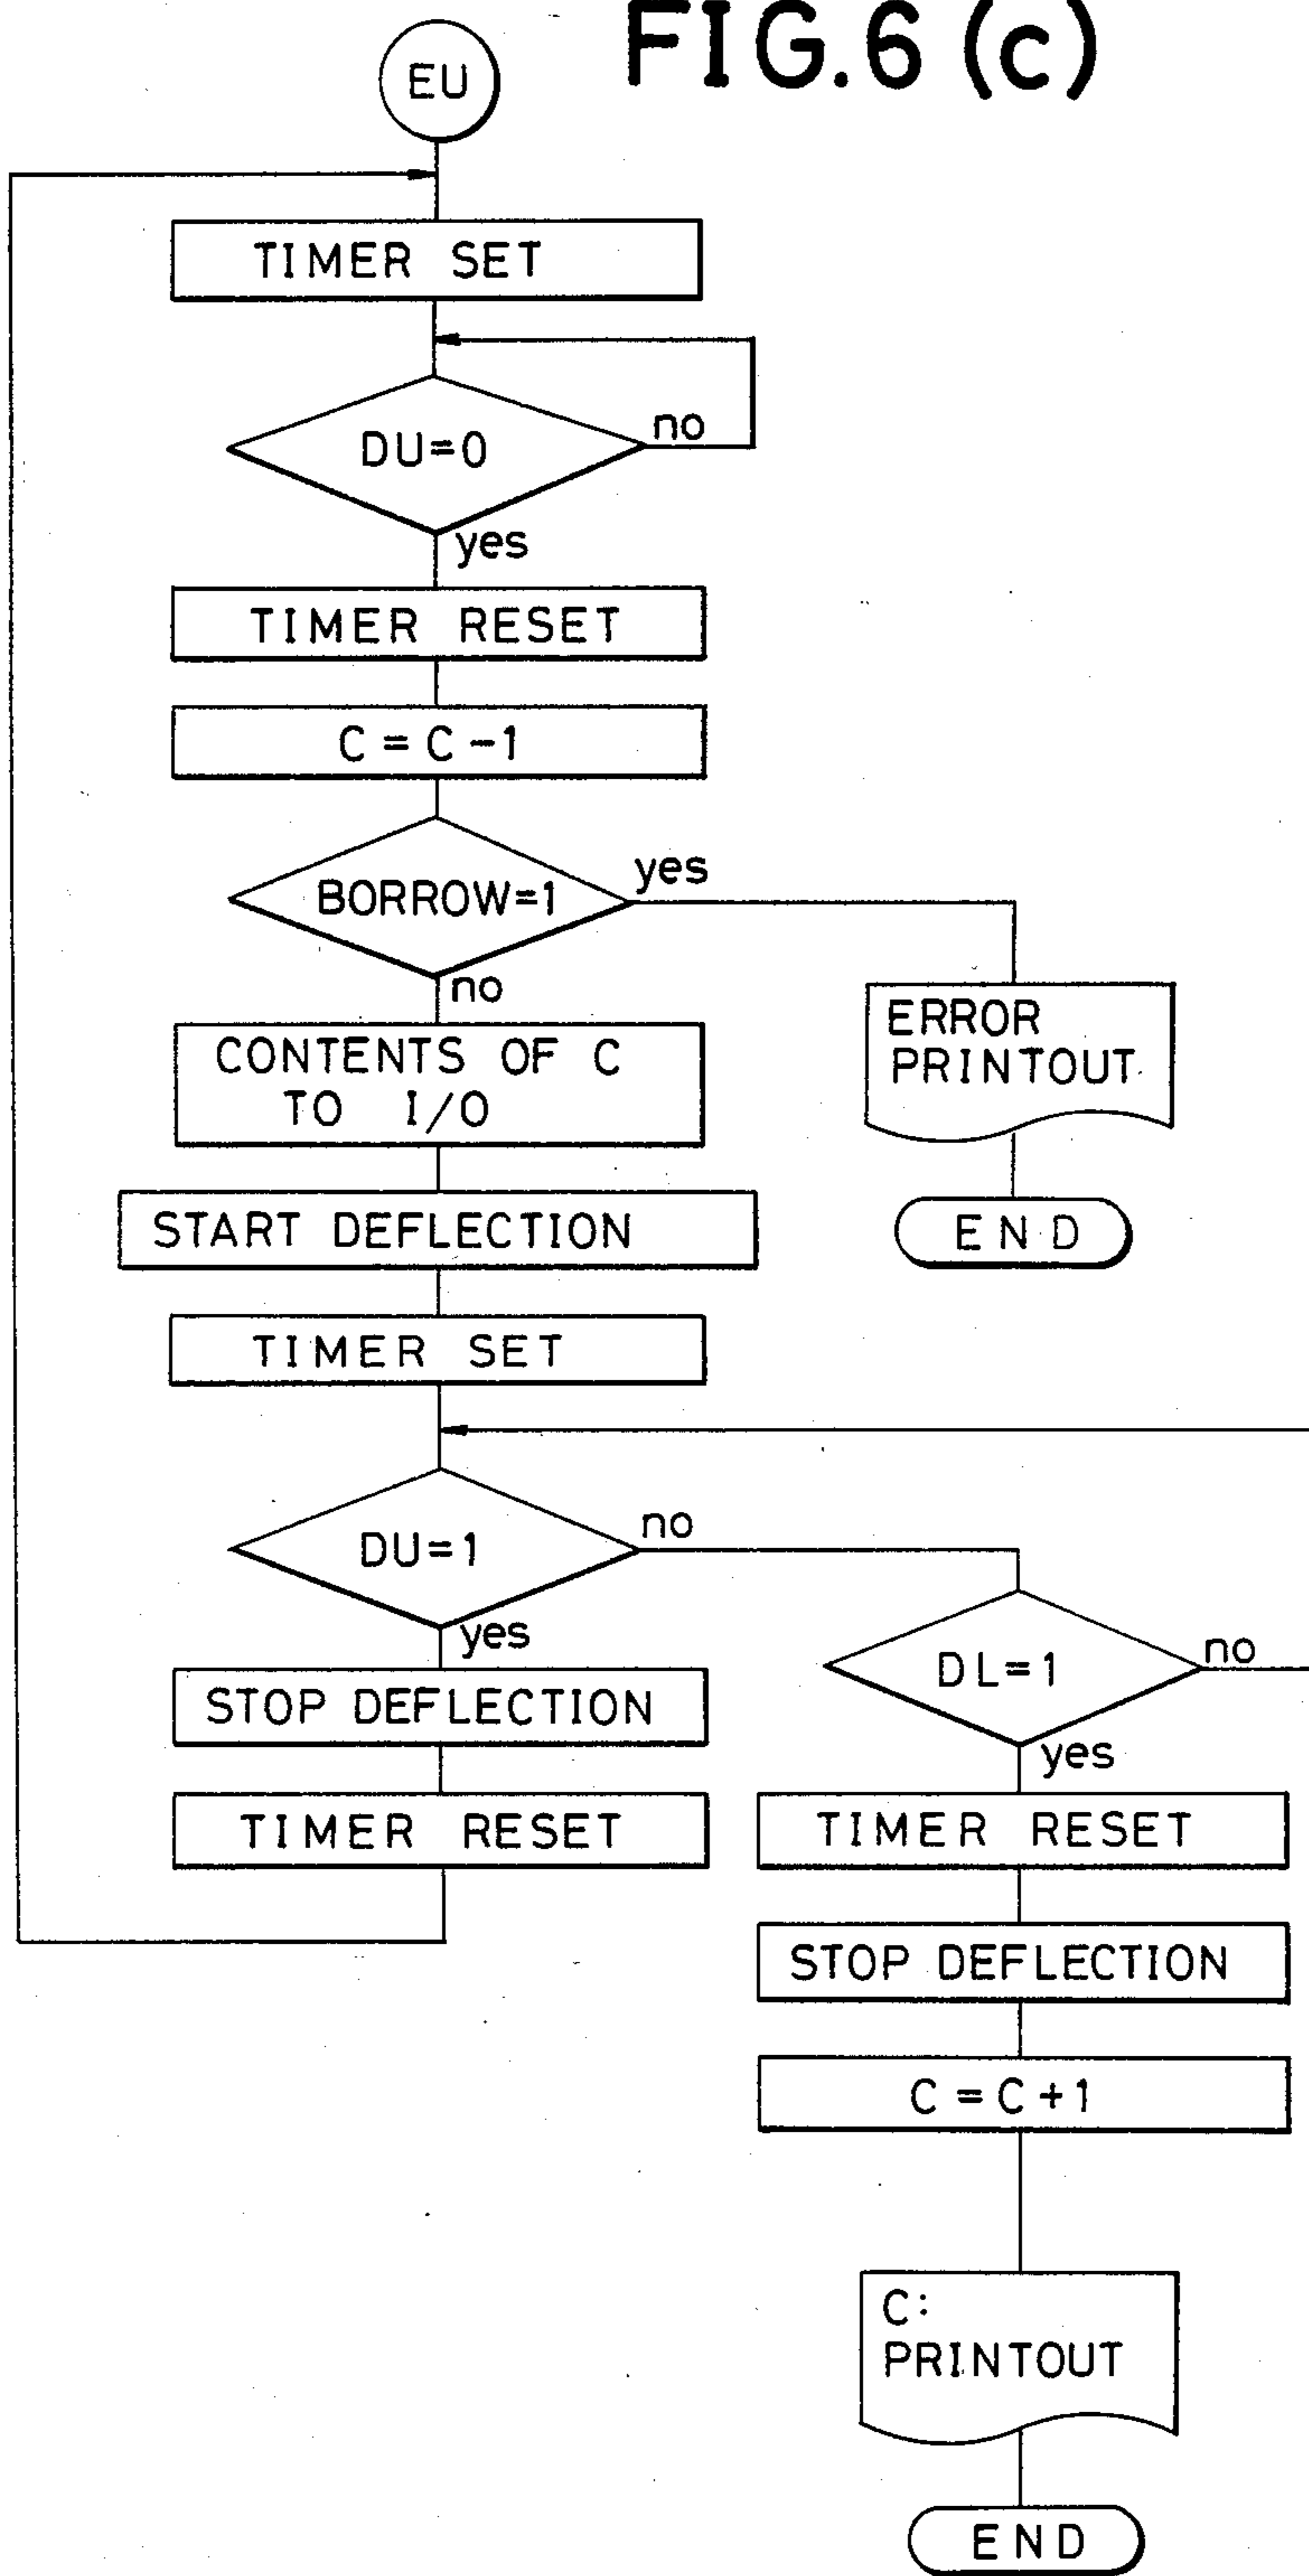 FIG.6 (c)
EU
TIMER SET
DU=0
no
yes
TIMER RESET
C = C -1
BORROW=1
yes
no
CONTENTS OF C
TO I/O
ERROR
PRINTOUT
START DEFLECTION
END
TIMER SET
DU=1
no
yes
DL=1
no
yes
STOP DEFLECTION
TIMER RESET
TIMER RESET
STOP DEFLECTION
C = C +1
C:
PRINTOUT
END